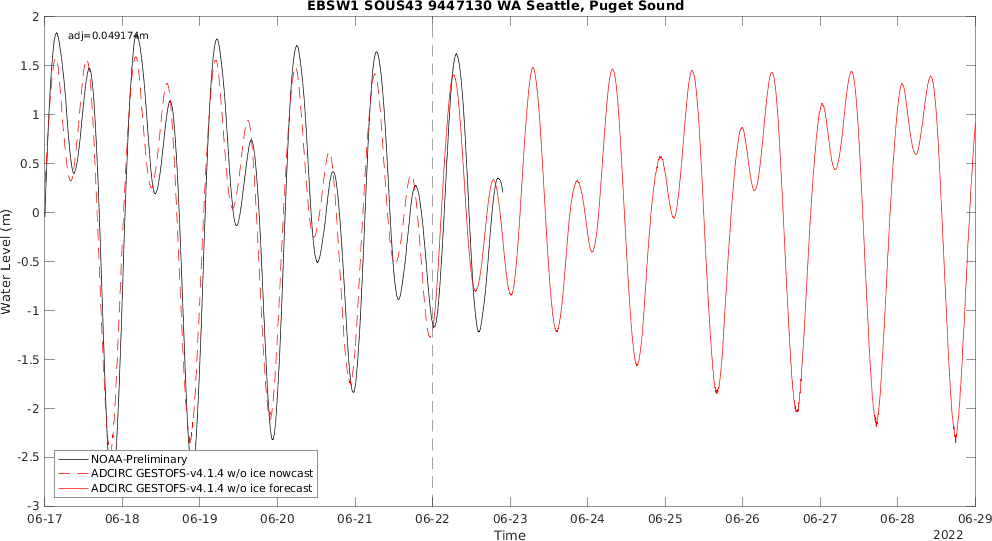 EBSW1 SOUS43 9447130 WA Seattle, Puget Sound
adj=0.049174m
2
1.5
1
0.5
0
-0.5
-1
-1.5
-2
-2.5
-3
Water Level (m)
NOAA-Preliminary
ADCIRC GESTOFS-v4.1.4 w/o ice nowcast
ADCIRC GESTOFS-v4.1.4 w/o ice forecast
06-17 06-18 06-19 06-20 06-21 06-22 06-23 06-24 06-25 06-26 06-27 06-28 06-29
Time
2022